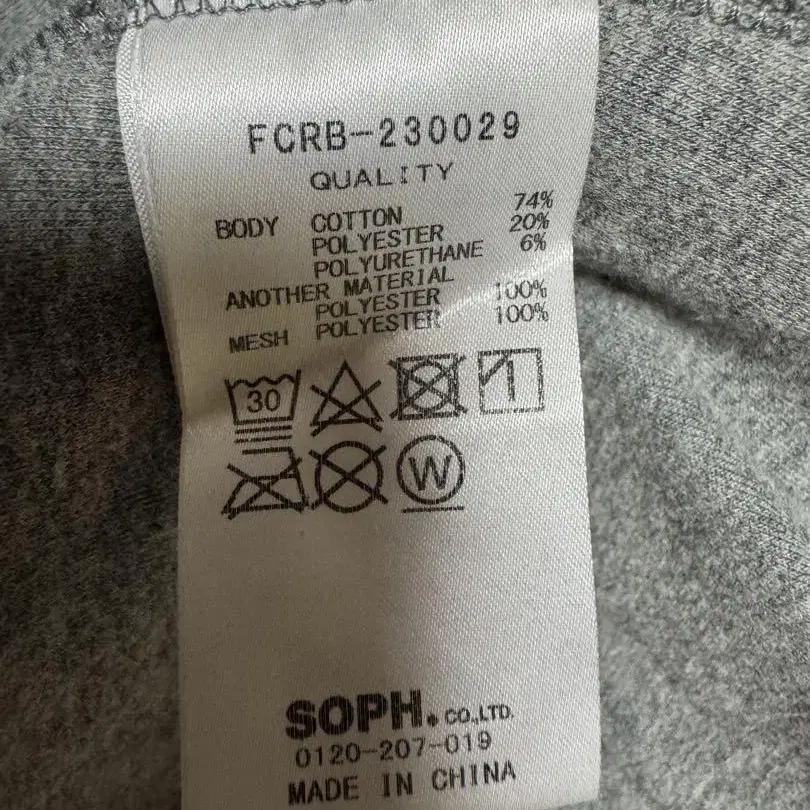 FCRB-230029
QUALITY
BODY COTTON 74%
POLYESTER 20%
POLYURETHANE 6%
ANOTHER MATERIAL
POLYESTER 100%
MESH POLYESTER 100%
30
W
SOPH. CO.,LTD.
0120-207-019
MADE IN CHINA